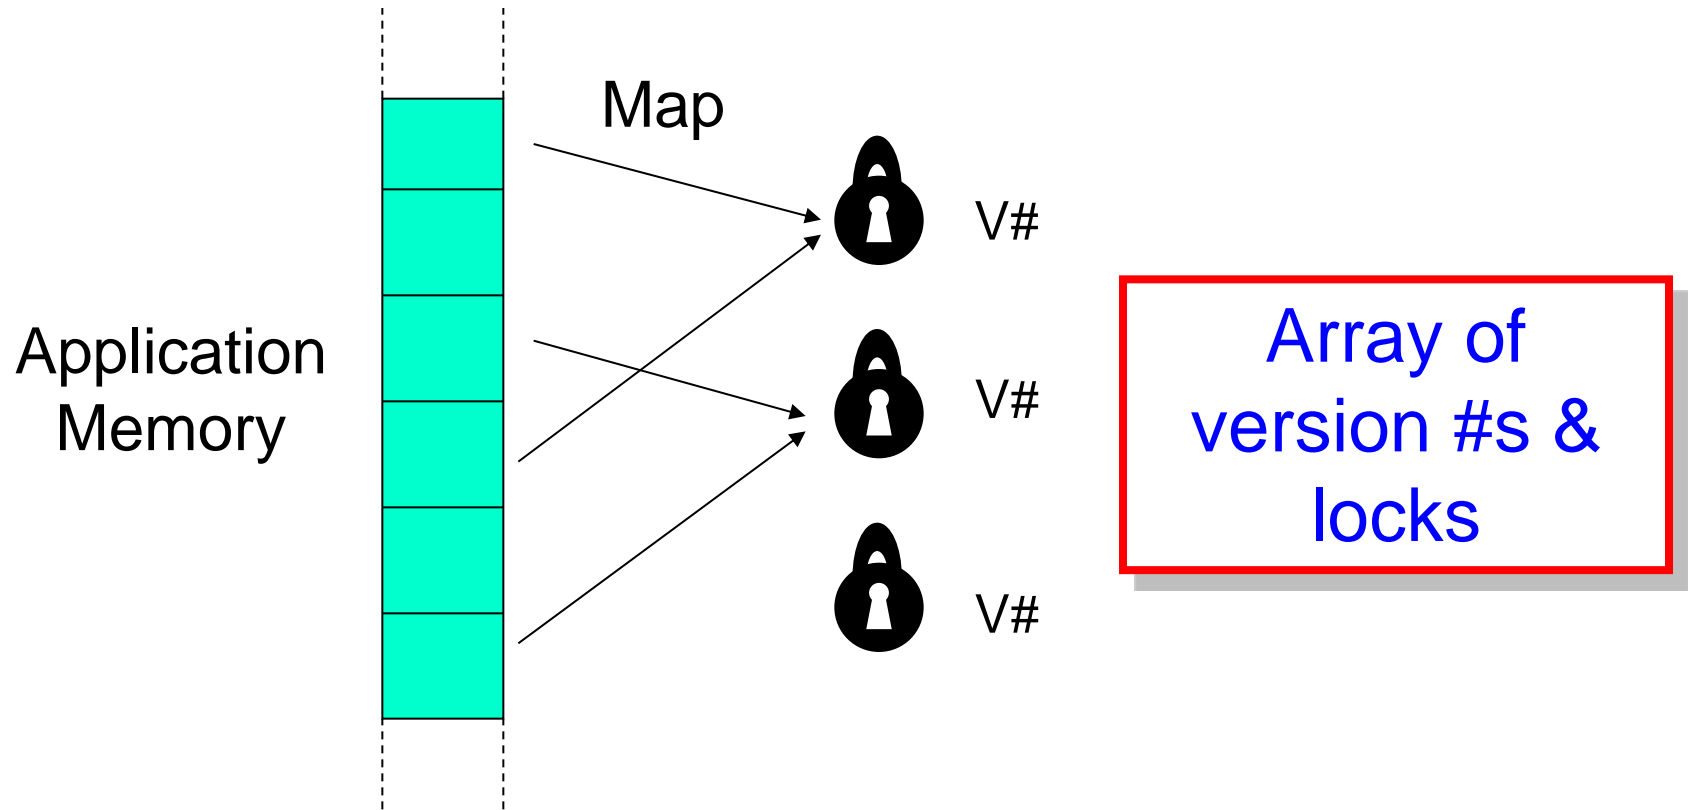 Map
V#
Application
Memory
V#
V#
Array of
version #s &
locks